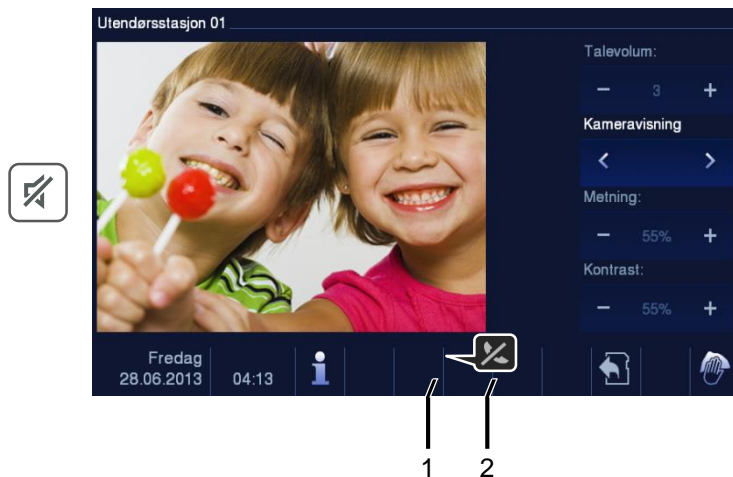 Utendørsstasjon 01
Talevolum:
− 3 +
Kameravisning
< >
Metning:
− 55% +
Kontrast:
− 55% +
Fredag
28.06.2013 04:13
1 2